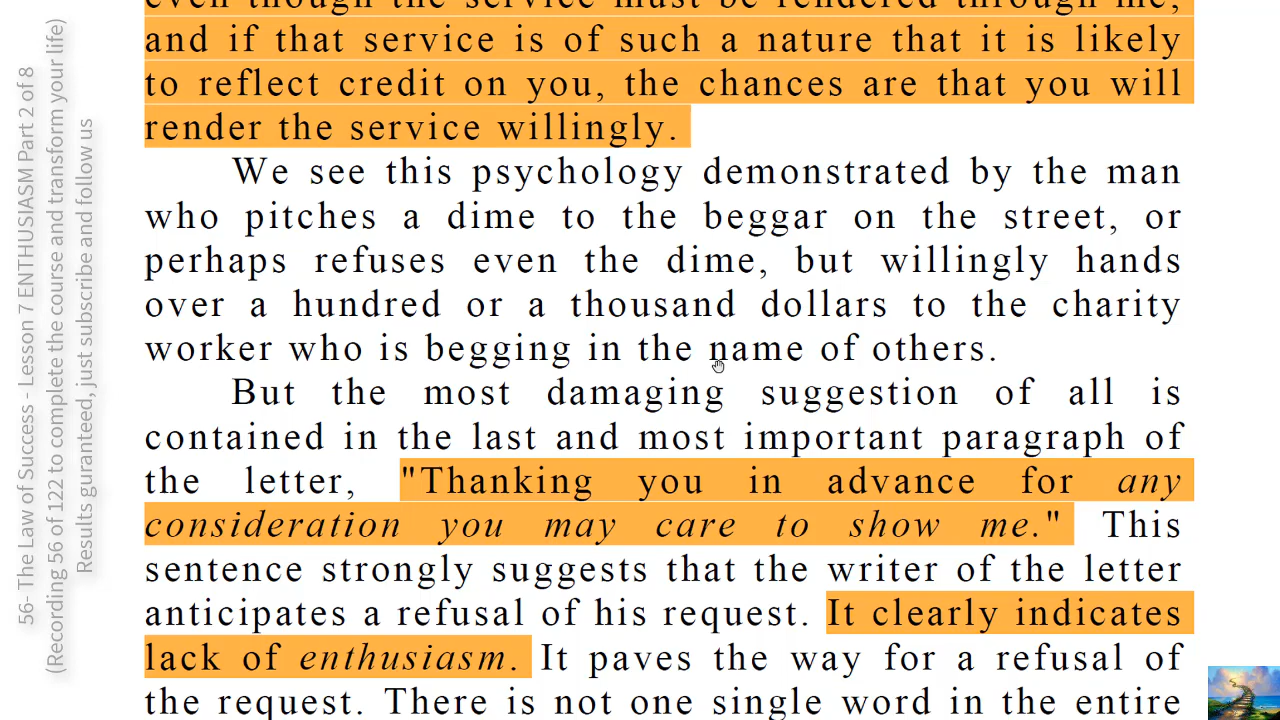 56- The Law of Success - Lesson 7 ENTHUSIASM Part 2 of 8
(Recording 56 of 122 to complete the course and transform your life)
Results guranteed, just subscribe and follow us
even though the service must be rendered through me,
and if that service is of such a nature that it is likely
to reflect credit on you, the chances are that you will
render the service willingly.
We see this psychology demonstrated by the man
who pitches a dime to the beggar on the street, or
perhaps refuses even the dime, but willingly hands
over a hundred or a thousand dollars to the charity
worker who is begging in the name of others.
But the most damaging suggestion of all is
contained in the last and most important paragraph of
the letter, "Thanking you in advance for any
consideration you may care to show me." This
sentence strongly suggests that the writer of the letter
anticipates a refusal of his request. It clearly indicates
lack of enthusiasm. It paves the way for a refusal of
the request. There is not one single word in the entire